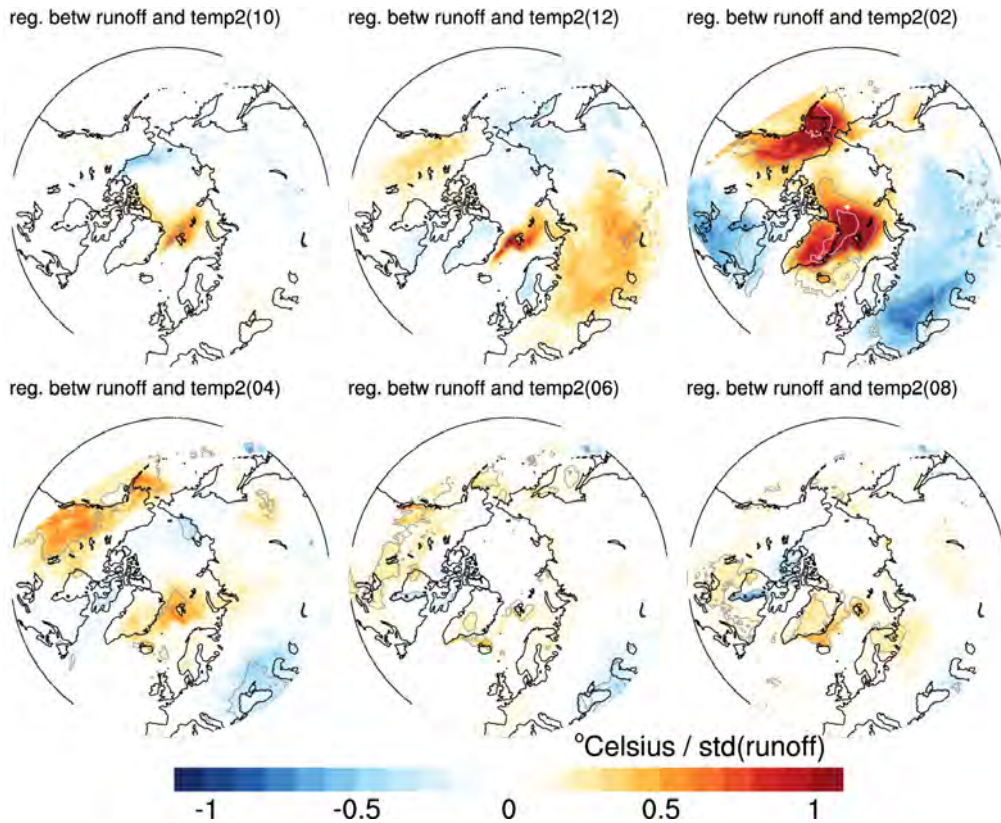 reg. betw runoff and temp2(10)
reg. betw runoff and temp2(12)
reg. betw runoff and temp2(02)
reg. betw runoff and temp2(04)
reg. betw runoff and temp2(06)
reg. betw runoff and temp2(08)
°Celsius / std(runoff)
-1 -0.5 0 0.5 1